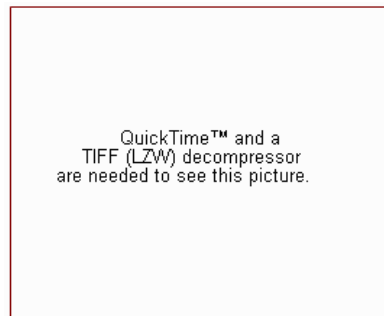 QuickTime™ and a
TIFF (LZW) decompressor
are needed to see this picture.